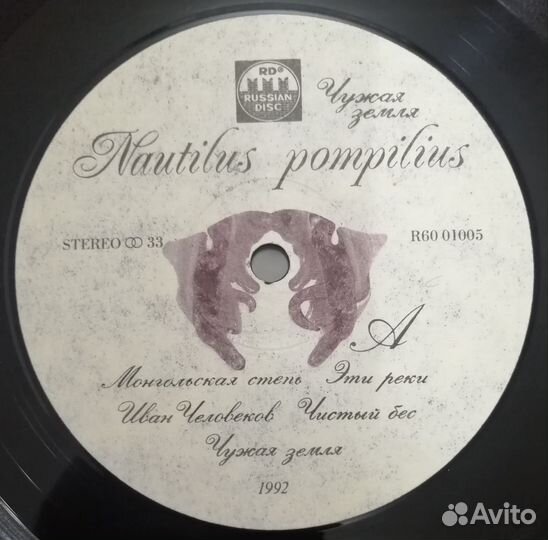 RD®
RUSSIAN
DISC
Чужая
земля
Nautilus pompilius
STEREO 33
R60 01005
A
Монгольская степь Эти реки
Иван Человеков Чистый бес
Чужая земля
1992
Avito